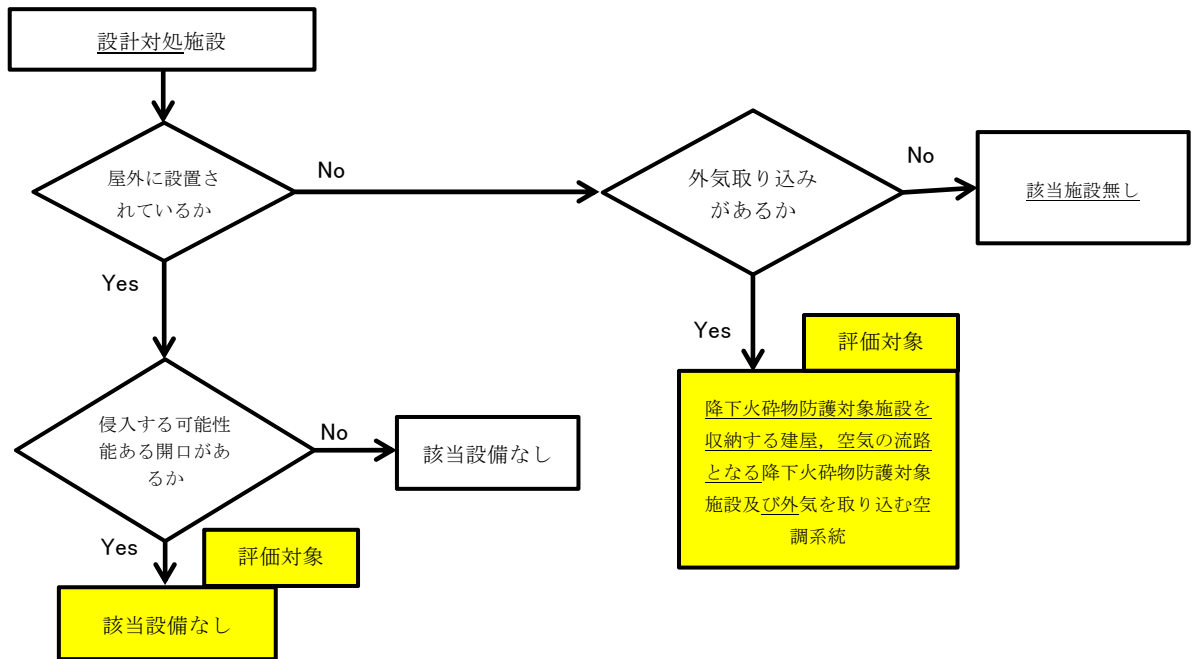 設計対処施設
屋外に設置さ
れているか
No
外気取り込み
があるか
No
該当施設無し
Yes
Yes
評価対象
降下火砕物防護対象施設を
収納する建屋，空気の流路
となる降下火砕物防護対象
施設及び外気を取り込む空
調系統
侵入する可能性
能ある開口があ
るか
No
該当設備なし
Yes
評価対象
該当設備なし